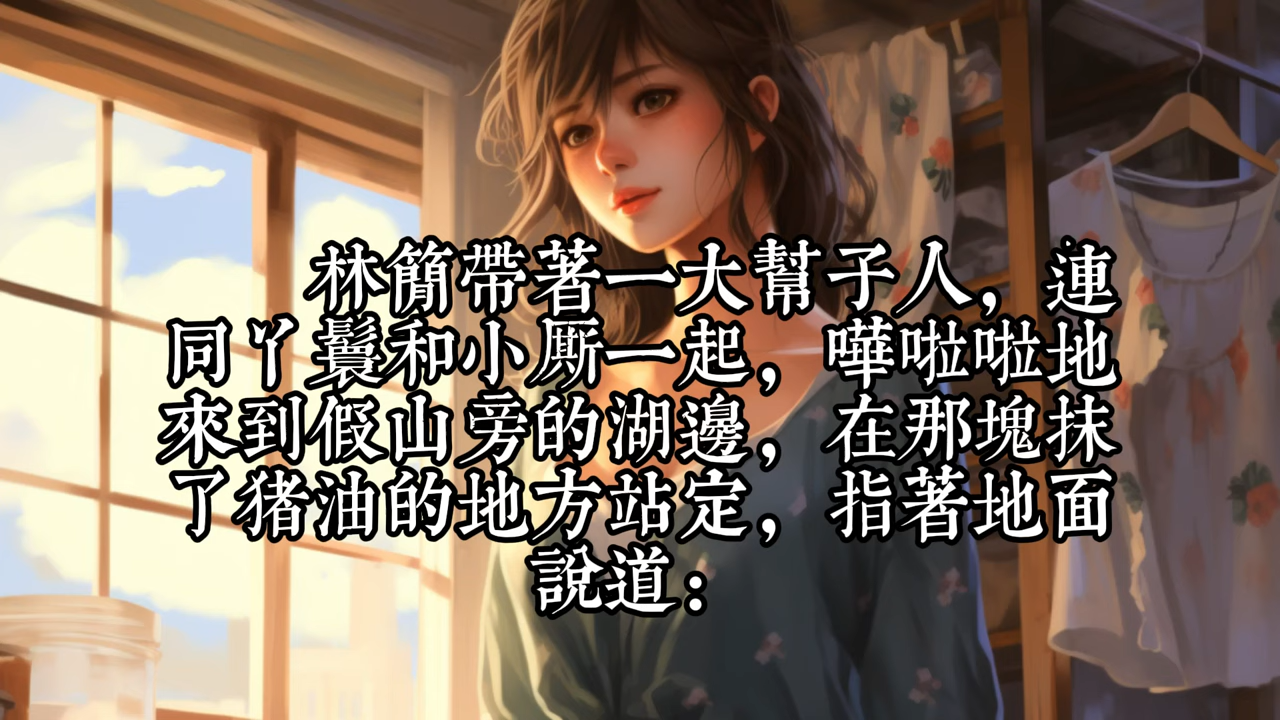 林簡帶著一大幫子人，連
同丫鬟和小厮一起，嘩啦啦地
來到假山旁的湖邊，在那塊抹
了猪油的地方站定，指著地面
說道：